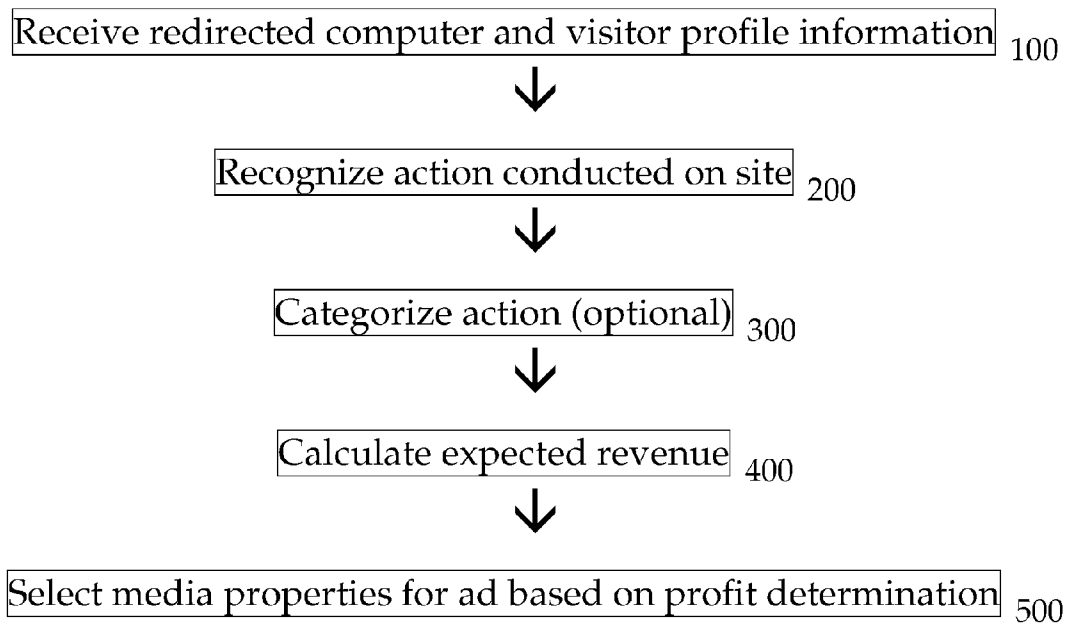 Receive redirected computer and visitor profile information 100
Recognize action conducted on site 200
Categorize action (optional) 300
Calculate expected revenue 400
Select media properties for ad based on profit determination 500